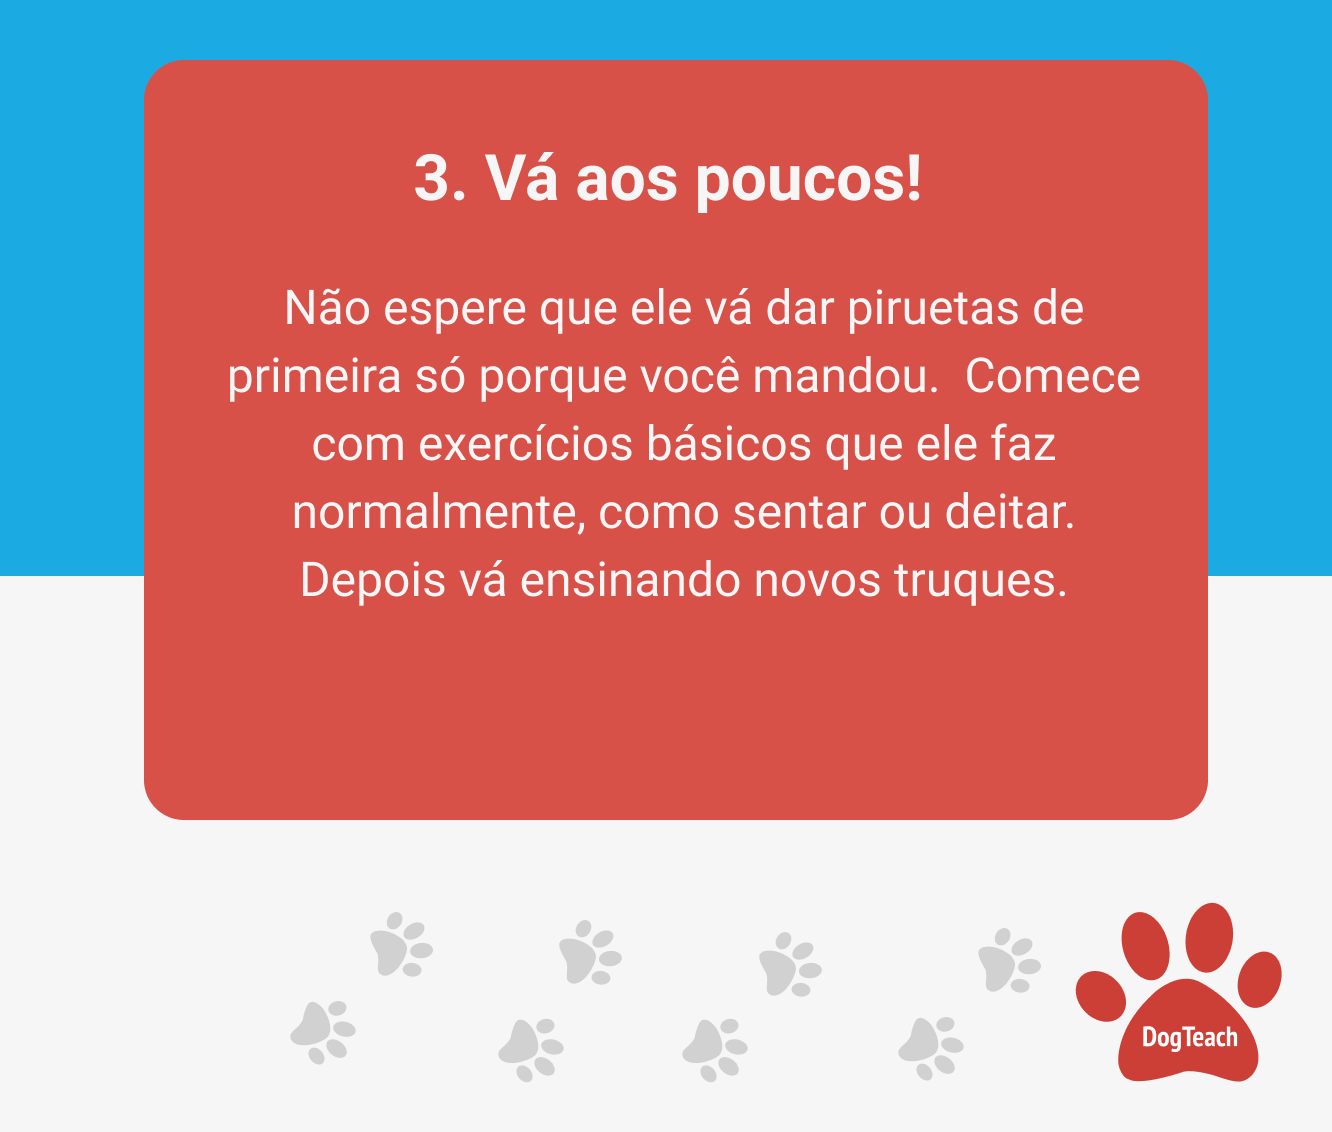 3. Vá aos poucos!
Não espere que ele vá dar piruetas de
primeira só porque você mandou.  Comece
com exercícios básicos que ele faz
normalmente, como sentar ou deitar.
Depois vá ensinando novos truques.
DogTeach